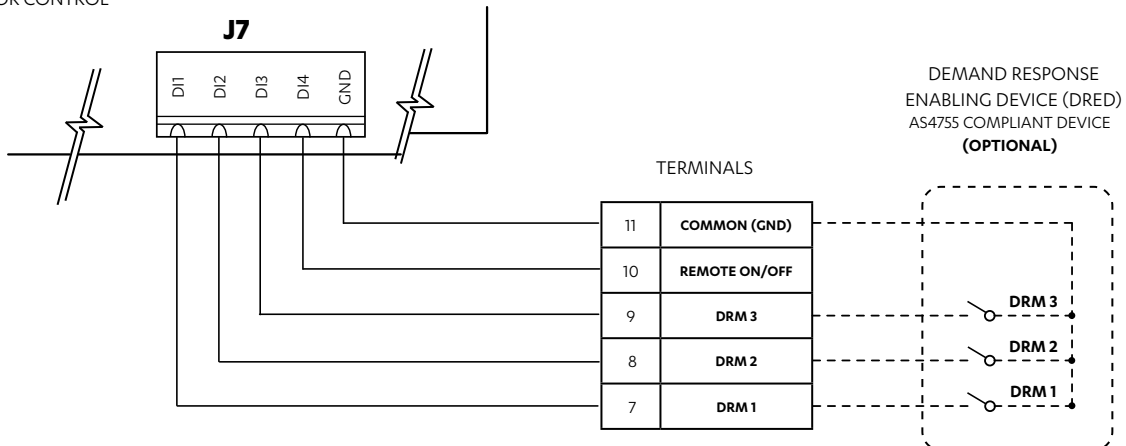 OR CONTROL
J7
DI1 DI2 DI3 DI4 GND
DEMAND RESPONSE
ENABLING DEVICE (DRED)
AS4755 COMPLIANT DEVICE
(OPTIONAL)
TERMINALS
11 COMMON (GND)
10 REMOTE ON/OFF
9 DRM 3
DRM 3
8 DRM 2
DRM 2
7 DRM 1
DRM 1